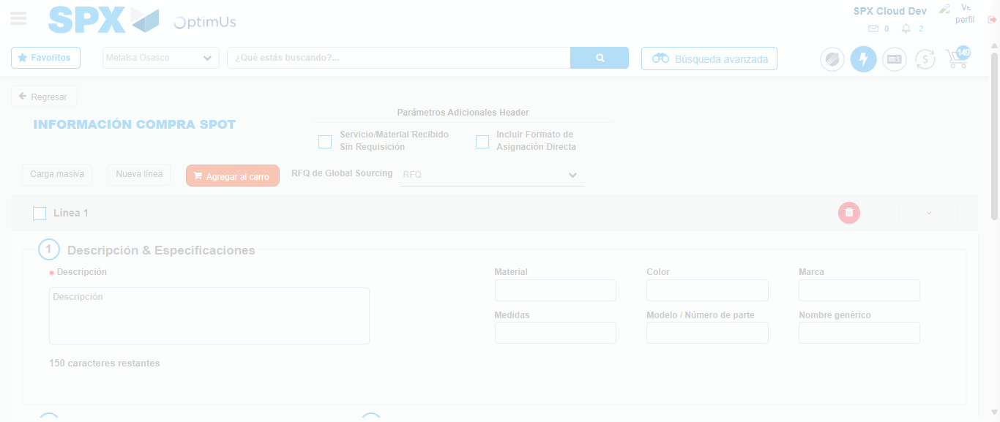 SPX
OptimUs
SPX Cloud Dev
Ve
perfil
0
2
Favoritos
Metalsa Osasco
¿Qué estás buscando?...
Búsqueda avanzada
$
149
Regresar
INFORMACIÓN COMPRA SPOT
Parámetros Adicionales Header
Servicio/Material Recibido
Sin Requisición
Incluir Formato de
Asignación Directa
Carga masiva
Nueva línea
Agregar al carro
RFQ de Global Sourcing
RFQ
Linea 1
1
Descripción & Especificaciones
* Descripción
Descripción
150 caracteres restantes
Material
Color
Marca
Medidas
Modelo / Número de parte
Nombre genérico